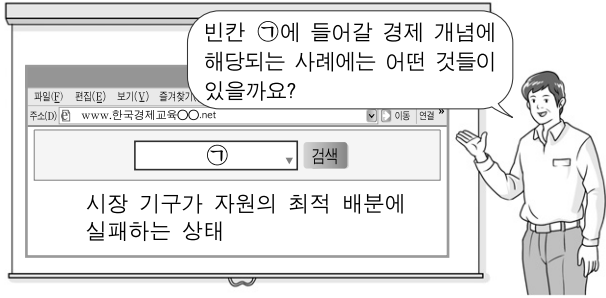 빈칸 ㉠에 들어갈 경제 개념에
해당되는 사례에는 어떤 것들이
있을까요?
파일(F) 편집(E) 보기(V) 즐겨찾기(
주소(D) www.한국경제교육○○.net 이동 연결 »
㉠ 검색
시장 기구가 자원의 최적 배분에
실패하는 상태